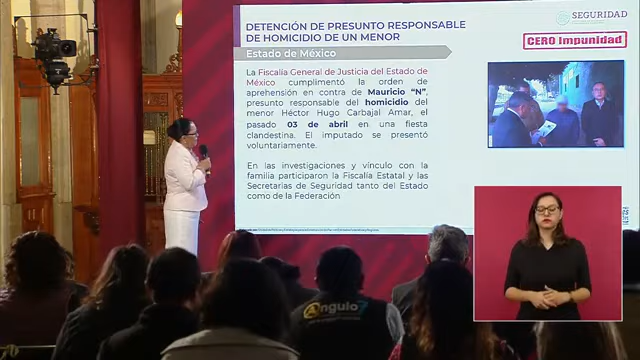 DETENCIÓN DE PRESUNTO RESPONSABLE
DE HOMICIDIO DE UN MENOR
SEGURIDAD
CERO Impunidad
Estado de México
La Fiscalía General de Justicia del Estado de
México cumplimentó la orden de
aprehensión en contra de Mauricio “N”,
presunto responsable del homicidio del
menor Héctor Hugo Carbajal Amar, el
pasado 03 de abril en una fiesta
clandestina. El imputado se presentó
voluntariamente.
En las investigaciones y vínculo con la
familia participaron la Fiscalía Estatal y las
Secretarias de Seguridad tanto del Estado
como de la Federación
Angulo7